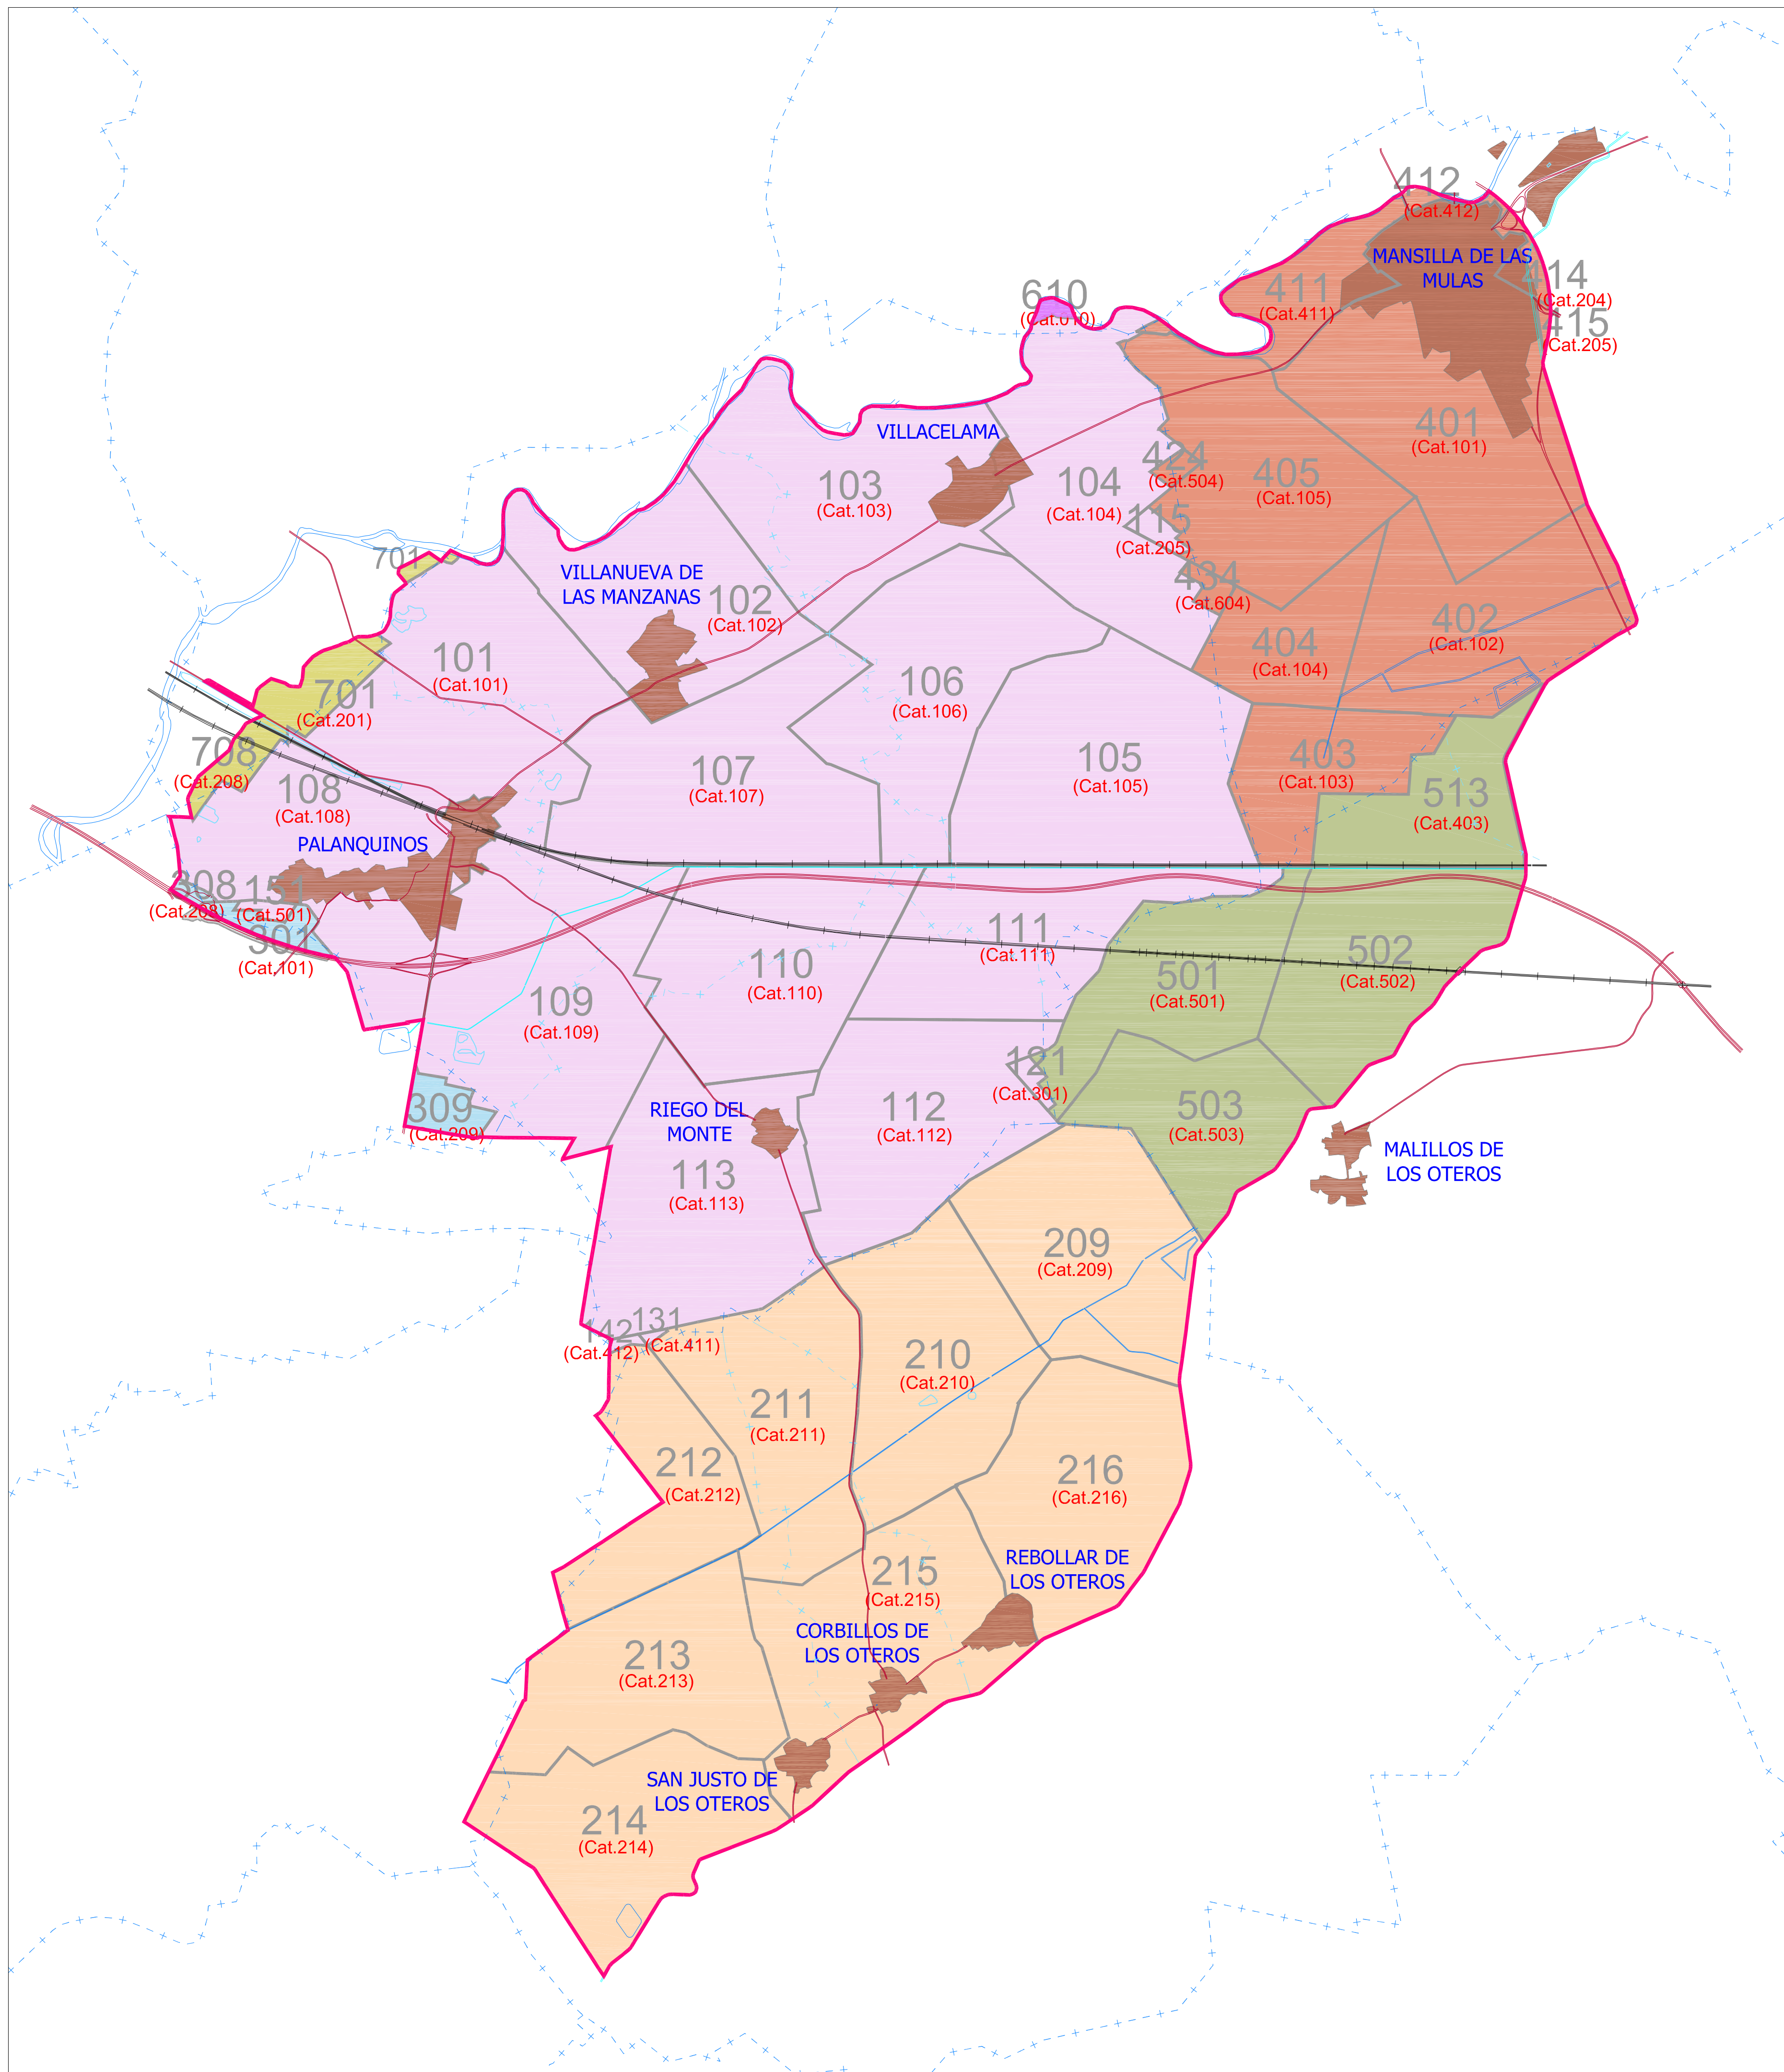 412
(Cat.412)
MANSILLA DE LAS
MULAS
414
(Cat.204)
415
(Cat.205)
411
(Cat.411)
610
(Cat.010)
401
(Cat.101)
VILLACELAMA
424
(Cat.504)
405
(Cat.105)
103
(Cat.103)
104
(Cat.104)
115
(Cat.205)
701
VILLANUEVA DE
LAS MANZANAS
102
(Cat.102)
434
(Cat.604)
402
(Cat.102)
404
(Cat.104)
101
(Cat.101)
106
(Cat.106)
701
(Cat.201)
708
(Cat.208)
107
(Cat.107)
105
(Cat.105)
403
(Cat.103)
108
(Cat.108)
513
(Cat.403)
PALANQUINOS
308
(Cat.208)
151
(Cat.501)
301
(Cat.101)
111
(Cat.111)
110
(Cat.110)
501
(Cat.501)
502
(Cat.502)
109
(Cat.109)
121
(Cat.301)
309
(Cat.209)
RIEGO DEL
MONTE
112
(Cat.112)
503
(Cat.503)
MALILLOS DE
LOS OTEROS
113
(Cat.113)
209
(Cat.209)
142
(Cat.412)
131
(Cat.411)
210
(Cat.210)
211
(Cat.211)
212
(Cat.212)
216
(Cat.216)
REBOLLAR DE
LOS OTEROS
215
(Cat.215)
CORBILLOS DE
LOS OTEROS
213
(Cat.213)
SAN JUSTO DE
LOS OTEROS
214
(Cat.214)